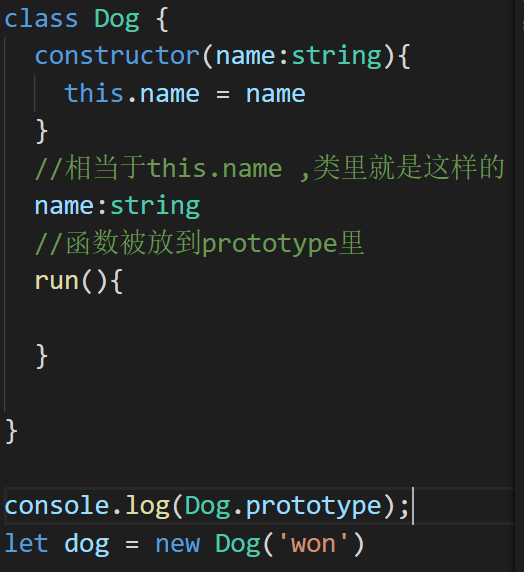 class Dog {
  constructor(name:string){
    this.name = name
  }
  //相当于this.name ,类里就是这样的
  name:string
  //函数被放到prototype里
  run(){
  }
}
console.log(Dog.prototype);
let dog = new Dog('won')